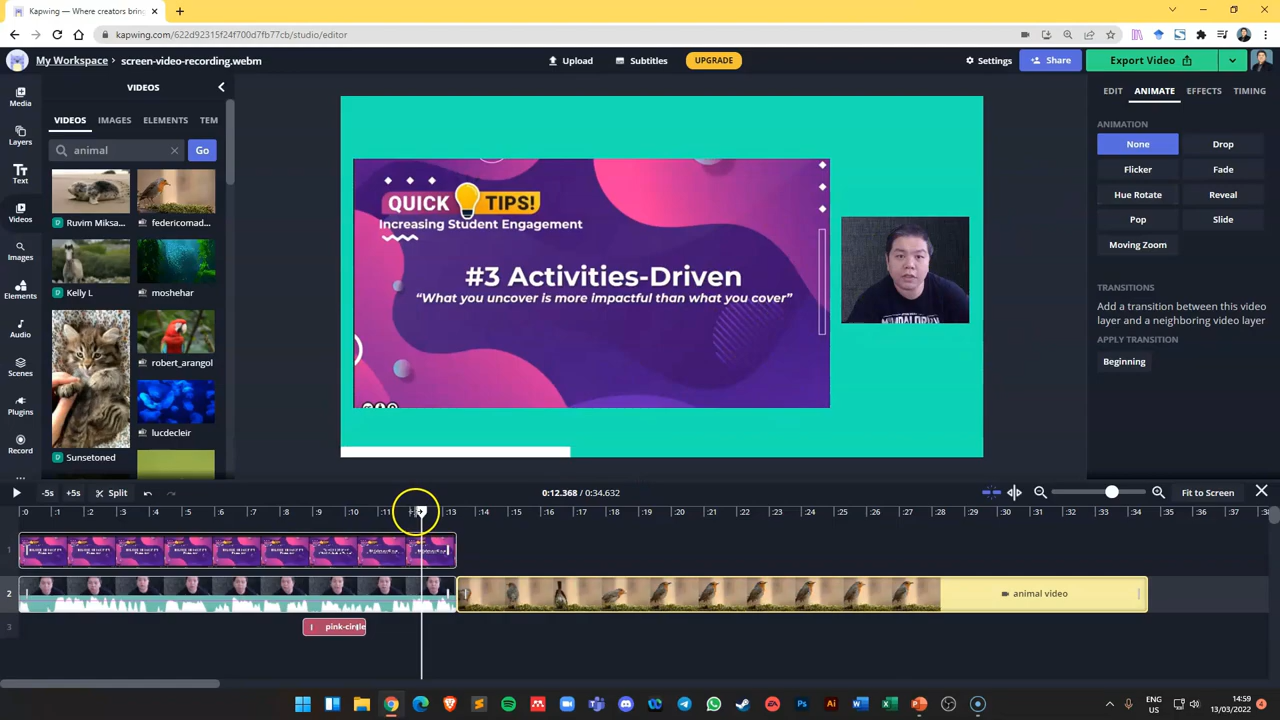 Kapwing — Where creators brin
kapwing.com/622d92315f24f700d7fb77cb/studio/editor
My Workspace
screen-video-recording.webm
Upload
Subtitles
UPGRADE
Settings
Share
Export Video
Media
Layers
Text
Videos
Images
Elements
Audio
Scenes
Plugins
Record
VIDEOS
VIDEOS IMAGES ELEMENTS TEM
animal
Go
Ruvim Miksa...
federicomad...
Kelly L
moshehar
robert_arangol
lucdecleir
Sunsetoned
QUICK TIPS!
Increasing Student Engagement
#3 Activities-Driven
“What you uncover is more impactful than what you cover”
EDIT ANIMATE EFFECTS TIMING
ANIMATION
None Drop
Flicker Fade
Hue Rotate Reveal
Pop Slide
Moving Zoom
TRANSITIONS
Add a transition between this video
layer and a neighboring video layer
APPLY TRANSITION
Beginning
-5s +5s Split
0:12.368 / 0:34.632
Fit to Screen
:0 :1 :2 :3 :4 :5 :6 :7 :8 :9 :10 :11 :13 :14 :15 :16 :17 :18 :19 :20 :21 :22 :23 :24 :25 :26 :27 :28 :29 :30 :31 :32 :33 :34 :35 :36 :37 :38
1
2
animal video
3
pink-circle
ENG
US
14:59
13/03/2022